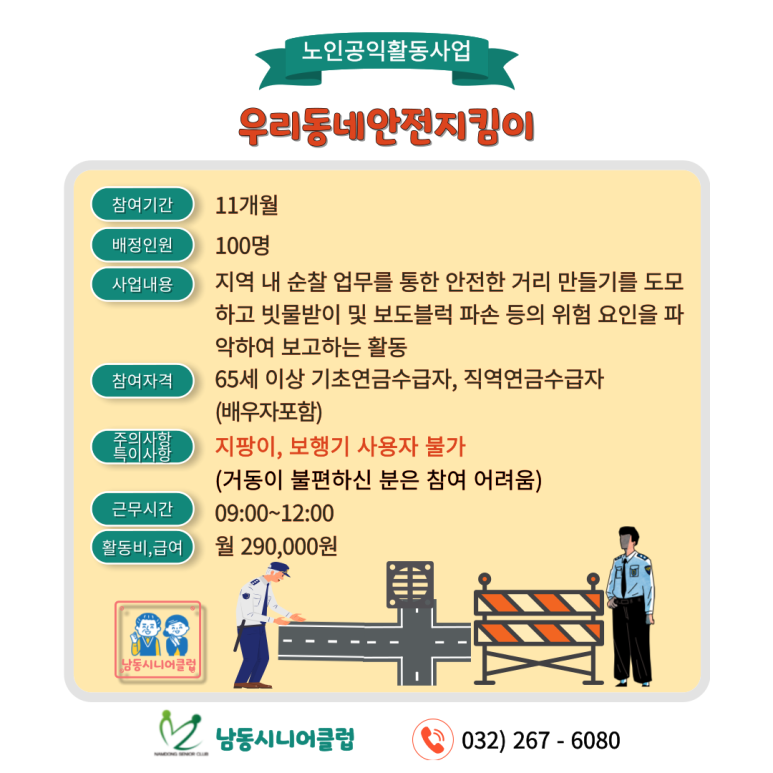 노인공익활동사업
우리동네안전지킴이
참여기간 11개월
배정인원 100명
사업내용 지역 내 순찰 업무를 통한 안전한 거리 만들기를 도모
하고 빗물받이 및 보도블럭 파손 등의 위험 요인을 파
악하여 보고하는 활동
참여자격 65세 이상 기초연금수급자, 직역연금수급자
(배우자포함)
주의사항
특이사항
지팡이, 보행기 사용자 불가
(거동이 불편하신 분은 참여 어려움)
근무시간 09:00~12:00
활동비,급여 월 290,000원
남동시니어클럽
NAMDONG SENIOR CLUB
남동시니어클럽
032) 267 - 6080